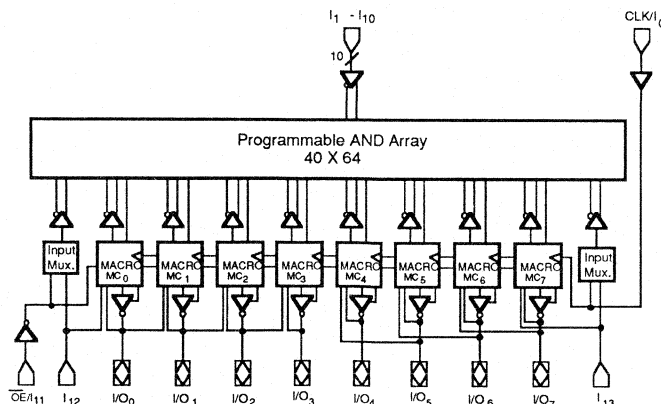 I1 - I10
CLK/I0
10
Programmable AND Array
40 X 64
Input Mux.
MACRO MC0
MACRO MC1
MACRO MC2
MACRO MC3
MACRO MC4
MACRO MC5
MACRO MC6
MACRO MC7
Input Mux.
OE/I11
I12
I/O0
I/O1
I/O2
I/O3
I/O4
I/O5
I/O6
I/O7
I13